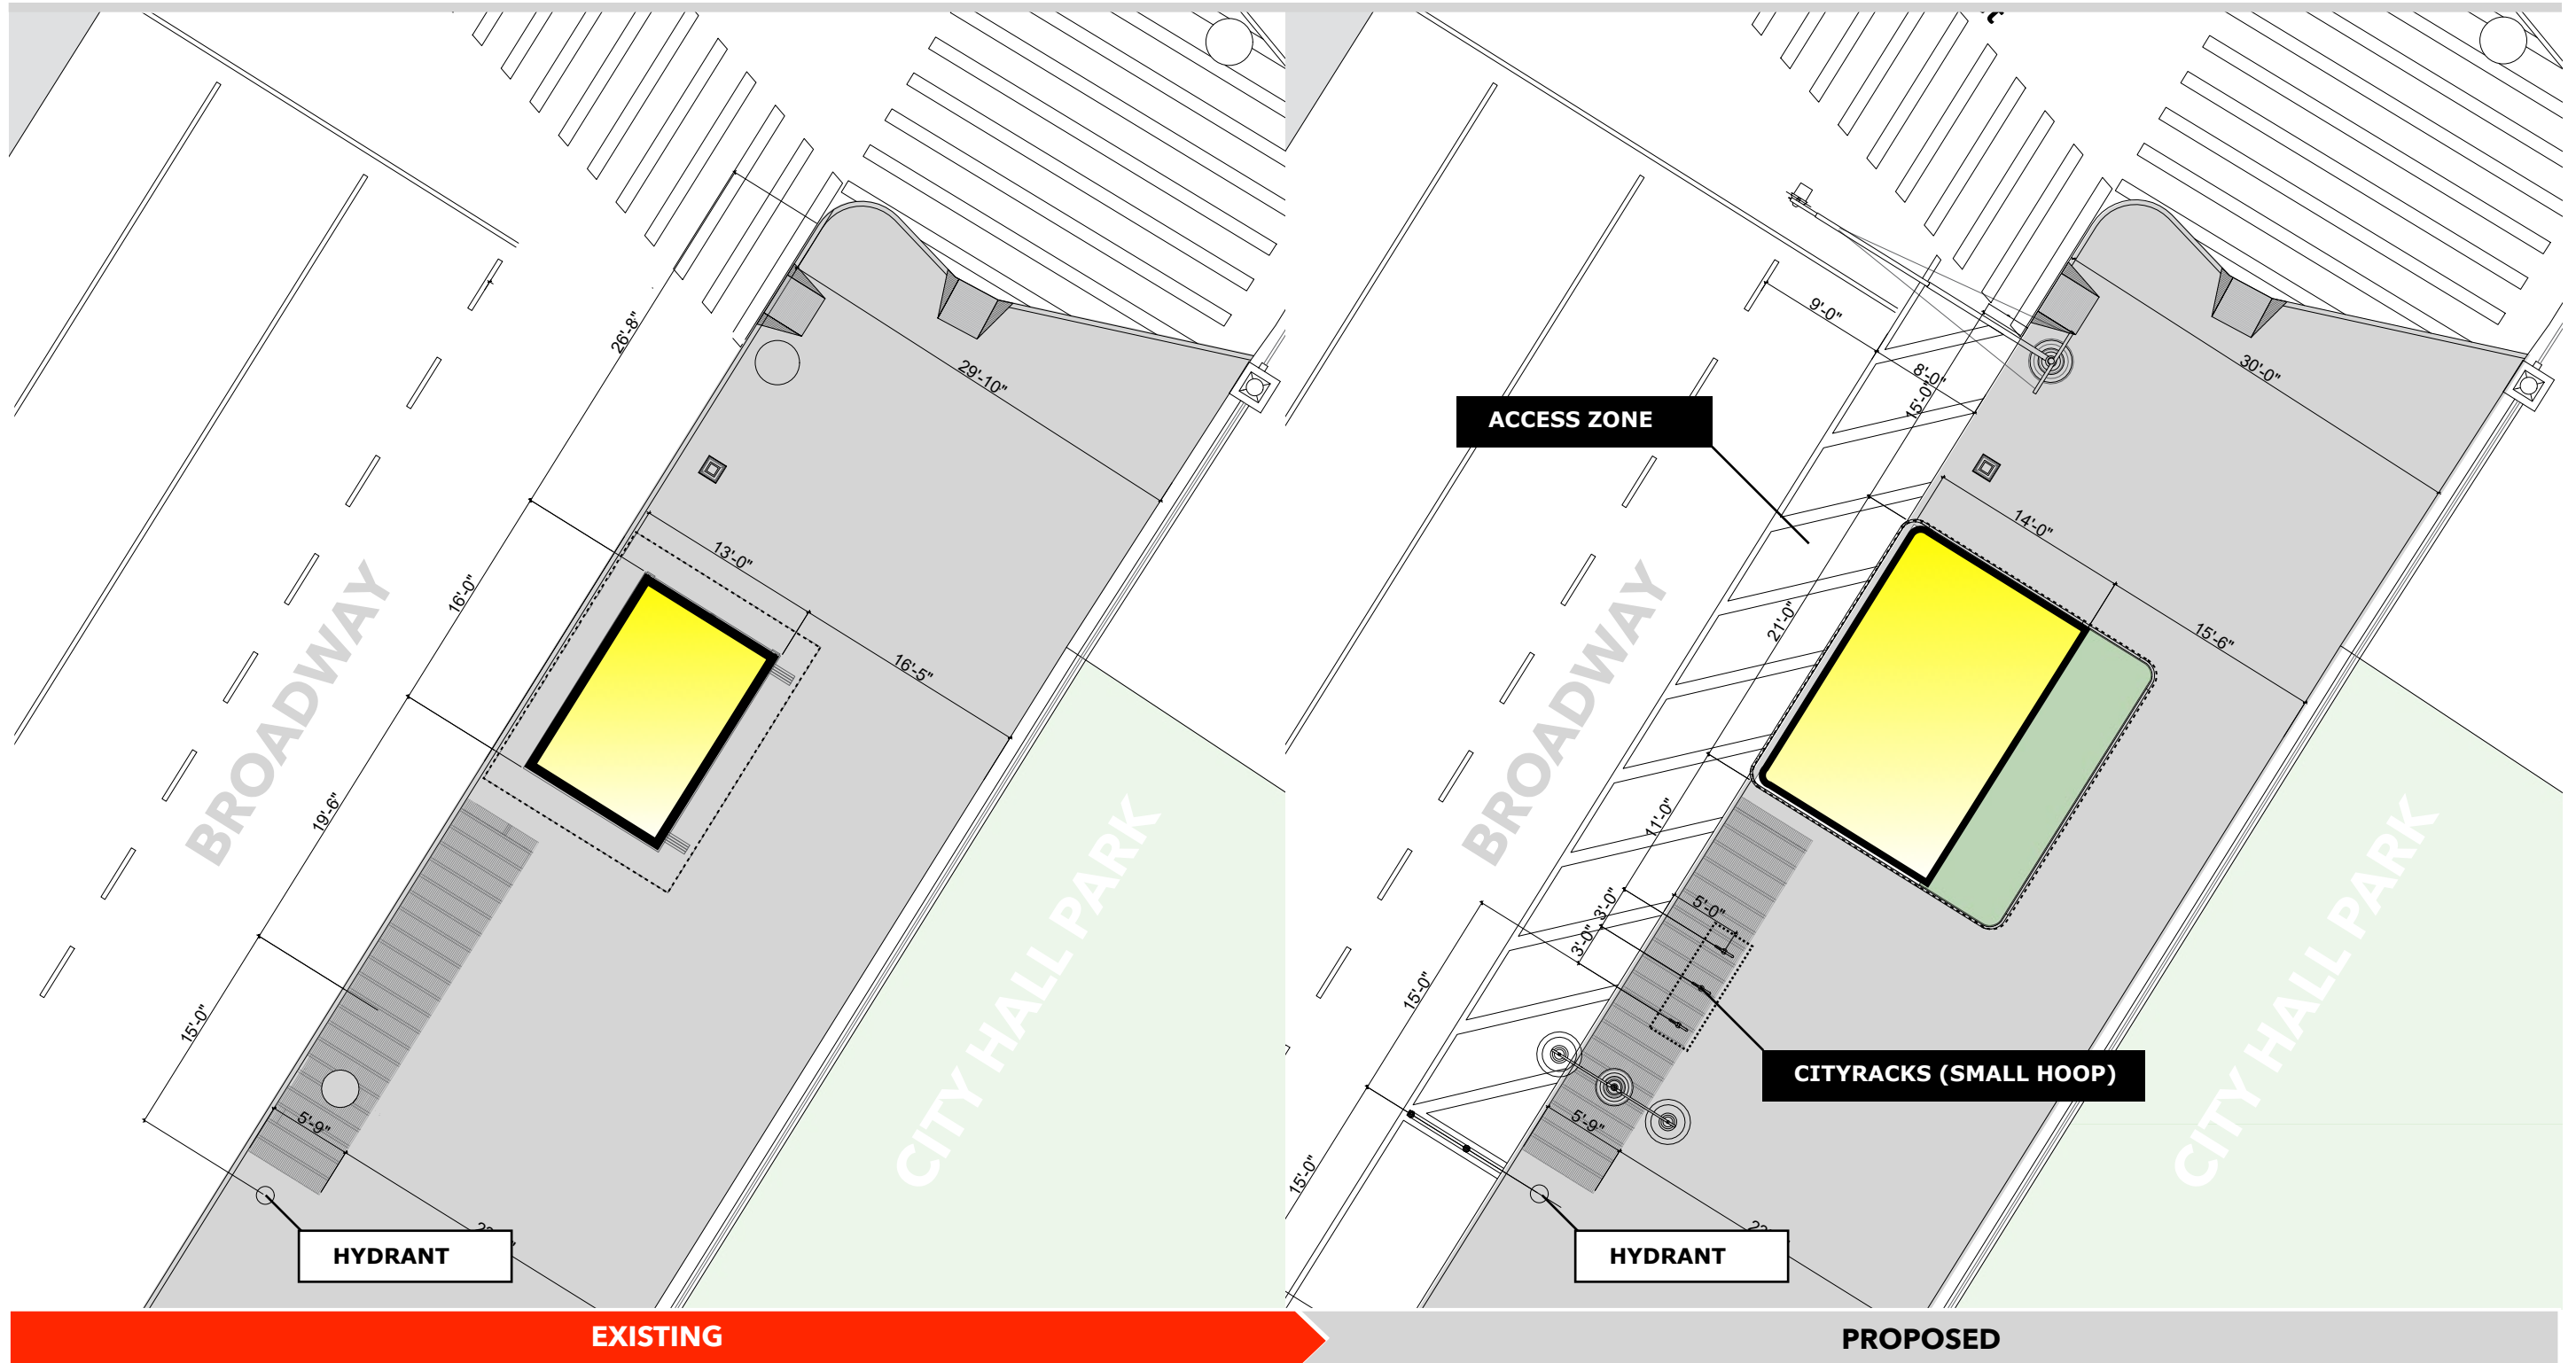 26'-8"
29'-10"
13'-0"
16'-0"
16'-5"
BROADWAY
19'-6"
CITY HALL PARK
15'-0"
5'-9"
HYDRANT
EXISTING
9'-0"
8'-0"
15'-0"
30'-0"
ACCESS ZONE
14'-0"
21'-0"
15'-6"
BROADWAY
11'-0"
3'-0"
5'-0"
3'-0"
15'-0"
CITY HALL PARK
CITYRACKS (SMALL HOOP)
5'-9"
15'-0"
HYDRANT
PROPOSED